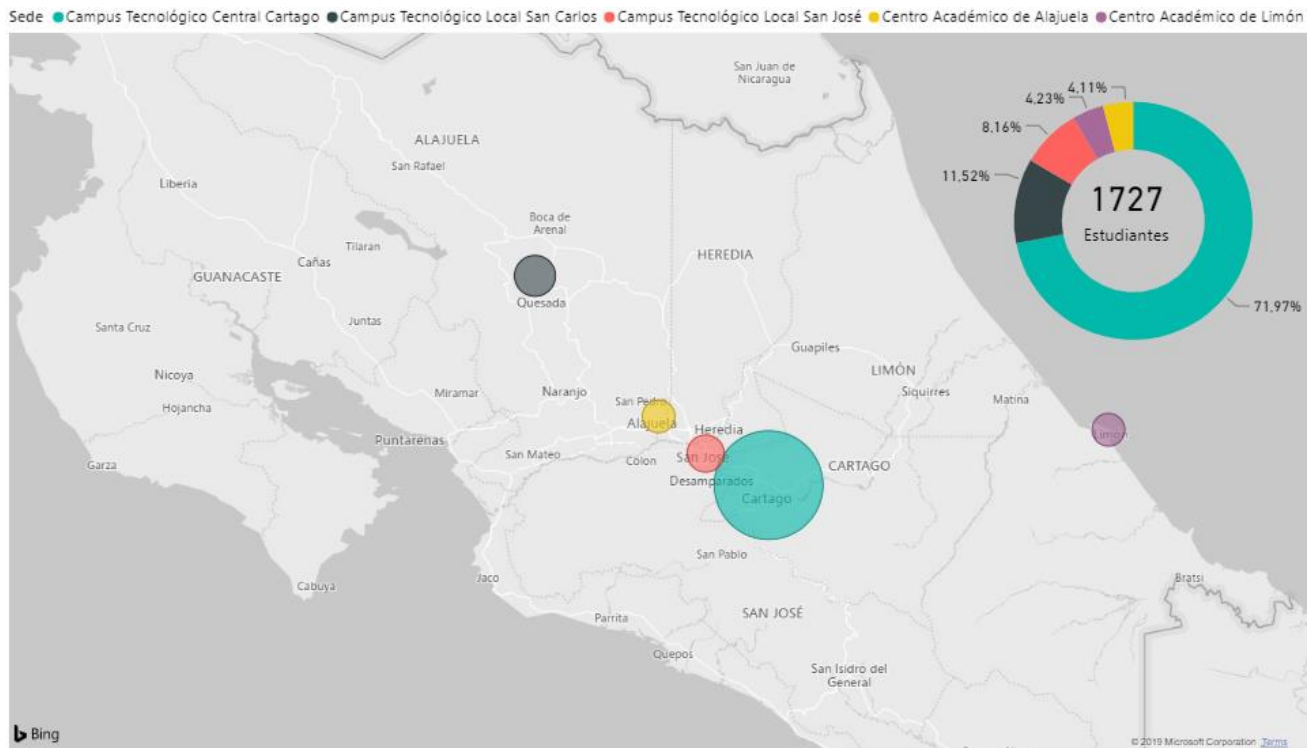 Sede Campus Tecnológico Central Cartago Campus Tecnológico Local San Carlos Campus Tecnológico Local San José Centro Académico de Alajuela Centro Académico de Limón
San Juan de
Nicaragua
4,11%
4,23%
8,16%
11,52%
1727
Estudiantes
71,97%
ALAJUELA
San Rafael
Liberia
Boca de
Arenal
Tilaran
Cañas
HEREDIA
GUANACASTE
Quesada
Juntas
Santa Cruz
Guapiles
LIMÓN
Nicoya
Siquirres
Miramar
Naranjo
San Pedro
Matina
Hojancha
Alajuela
Heredia
Limón
Puntarenas
San Mateo
Colon
San José
CARTAGO
Garza
Desamparados
Cartago
San Pablo
Jaco
Bratsi
Cabuya
Parrita
SAN JOSÉ
Quepos
San Isidro del
General
Bing
© 2019 Microsoft Corporation Terms